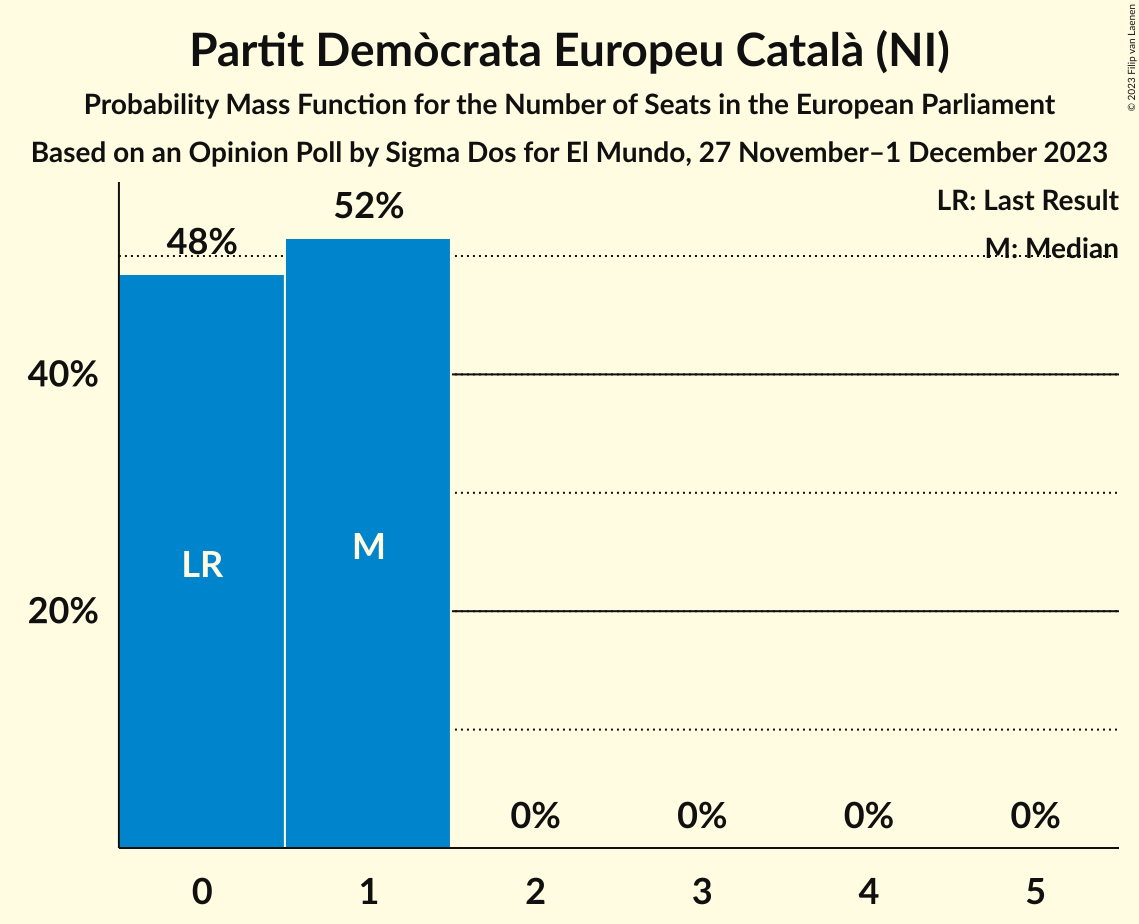 Partit Demòcrata Europeu Català (NI)
Probability Mass Function for the Number of Seats in the European Parliament
Based on an Opinion Poll by Sigma Dos for El Mundo, 27 November–1 December 2023
© 2023 Filip van Laenen
LR: Last Result
M: Median
48%
52%
40%
20%
LR
M
0%
0%
0%
0%
0
1
2
3
4
5